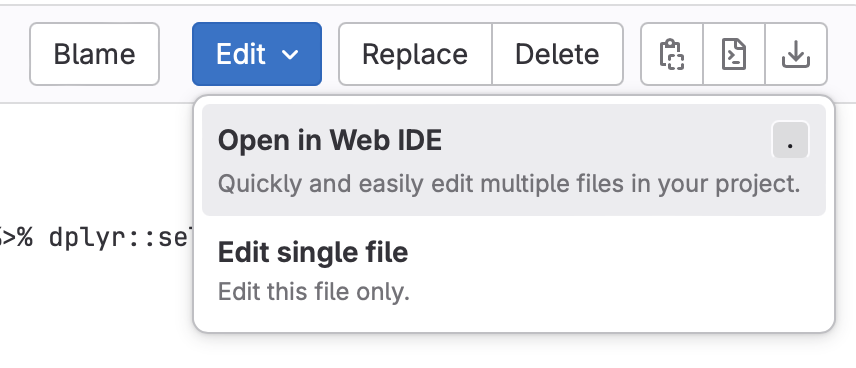 Blame Edit Replace Delete
Open in Web IDE .
Quickly and easily edit multiple files in your project.
>% dplyr::sel
Edit single file
Edit this file only.